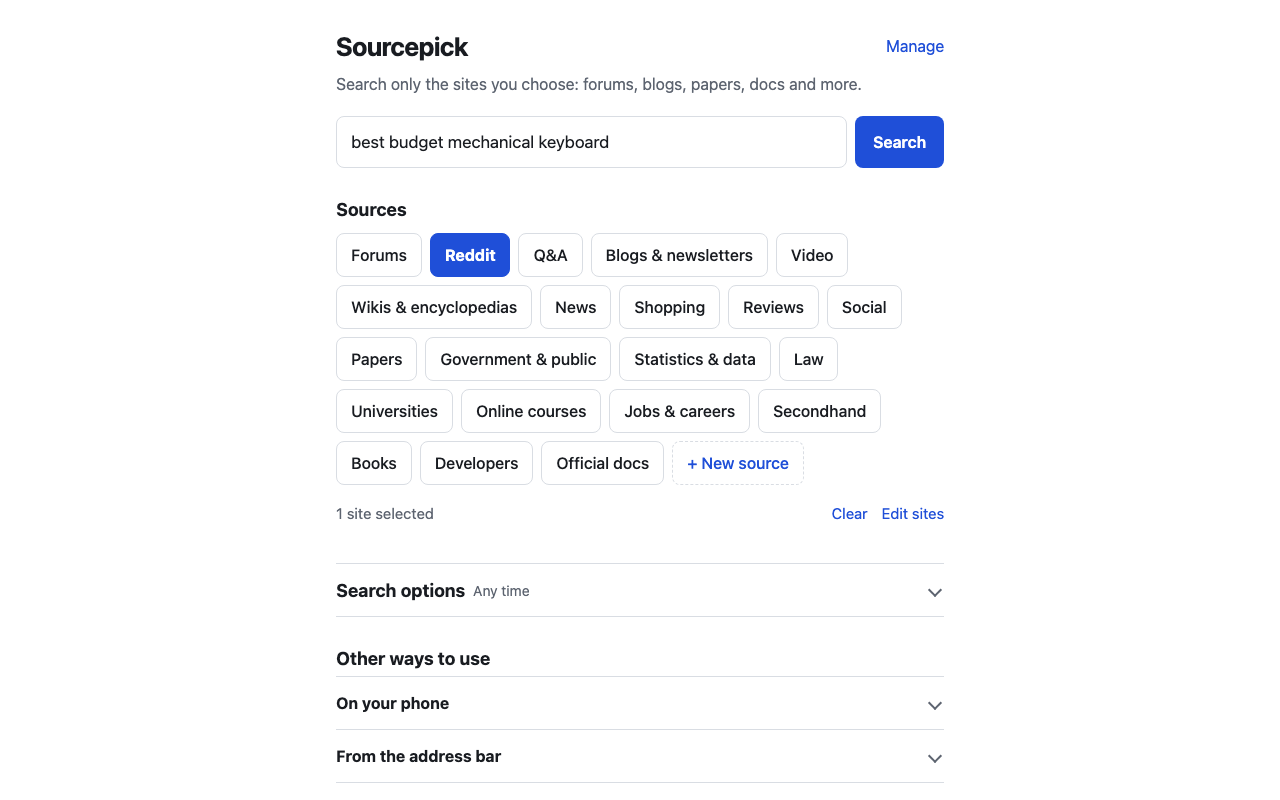 Sourcepick
Manage
Search only the sites you choose: forums, blogs, papers, docs and more.
best budget mechanical keyboard
Search
Sources
Forums
Reddit
Q&A
Blogs & newsletters
Video
Wikis & encyclopedias
News
Shopping
Reviews
Social
Papers
Government & public
Statistics & data
Law
Universities
Online courses
Jobs & careers
Secondhand
Books
Developers
Official docs
+ New source
1 site selected
Clear
Edit sites
Search options Any time
Other ways to use
On your phone
From the address bar